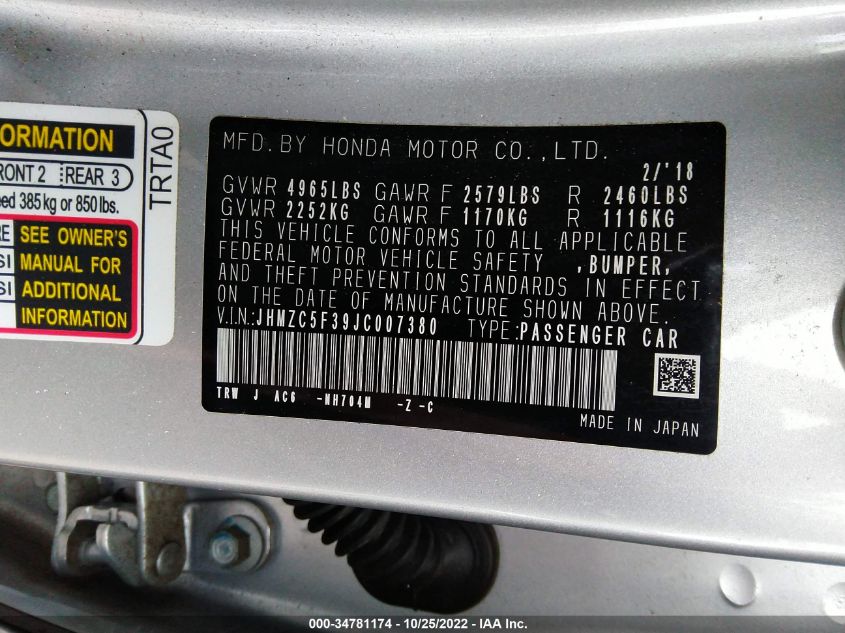 ORMATION
RONT 2 REAR 3
eed 385 kg or 850 lbs.
RE SEE OWNER'S
SI MANUAL FOR
SI ADDITIONAL
INFORMATION
TRTA0
MFD. BY HONDA MOTOR CO., LTD. 2/'18
GVWR 4965LBS GAWR F 2579LBS R 2460LBS
GVWR 2252KG GAWR F 1170KG R 1116KG
THIS VEHICLE CONFORMS TO ALL APPLICABLE
FEDERAL MOTOR VEHICLE SAFETY ,BUMPER,
AND THEFT PREVENTION STANDARDS IN EFFECT
ON THE DATE OF MANUFACTURE SHOWN ABOVE.
V.I.N:JHMZC5F39JC007380 TYPE:PASSENGER CAR
TRW J AC6 -NH704M -Z -C
MADE IN JAPAN
000-34781174 - 10/25/2022 - IAA Inc.